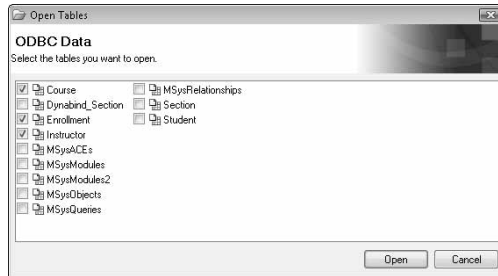 Open Tables
ODBC Data
Select the tables you want to open.
Course
Dynabind_Section
Enrollment
Instructor
MSysACEs
MSysModules
MSysModules2
MSysObjects
MSysQueries
MSysRelationships
Section
Student
Open
Cancel